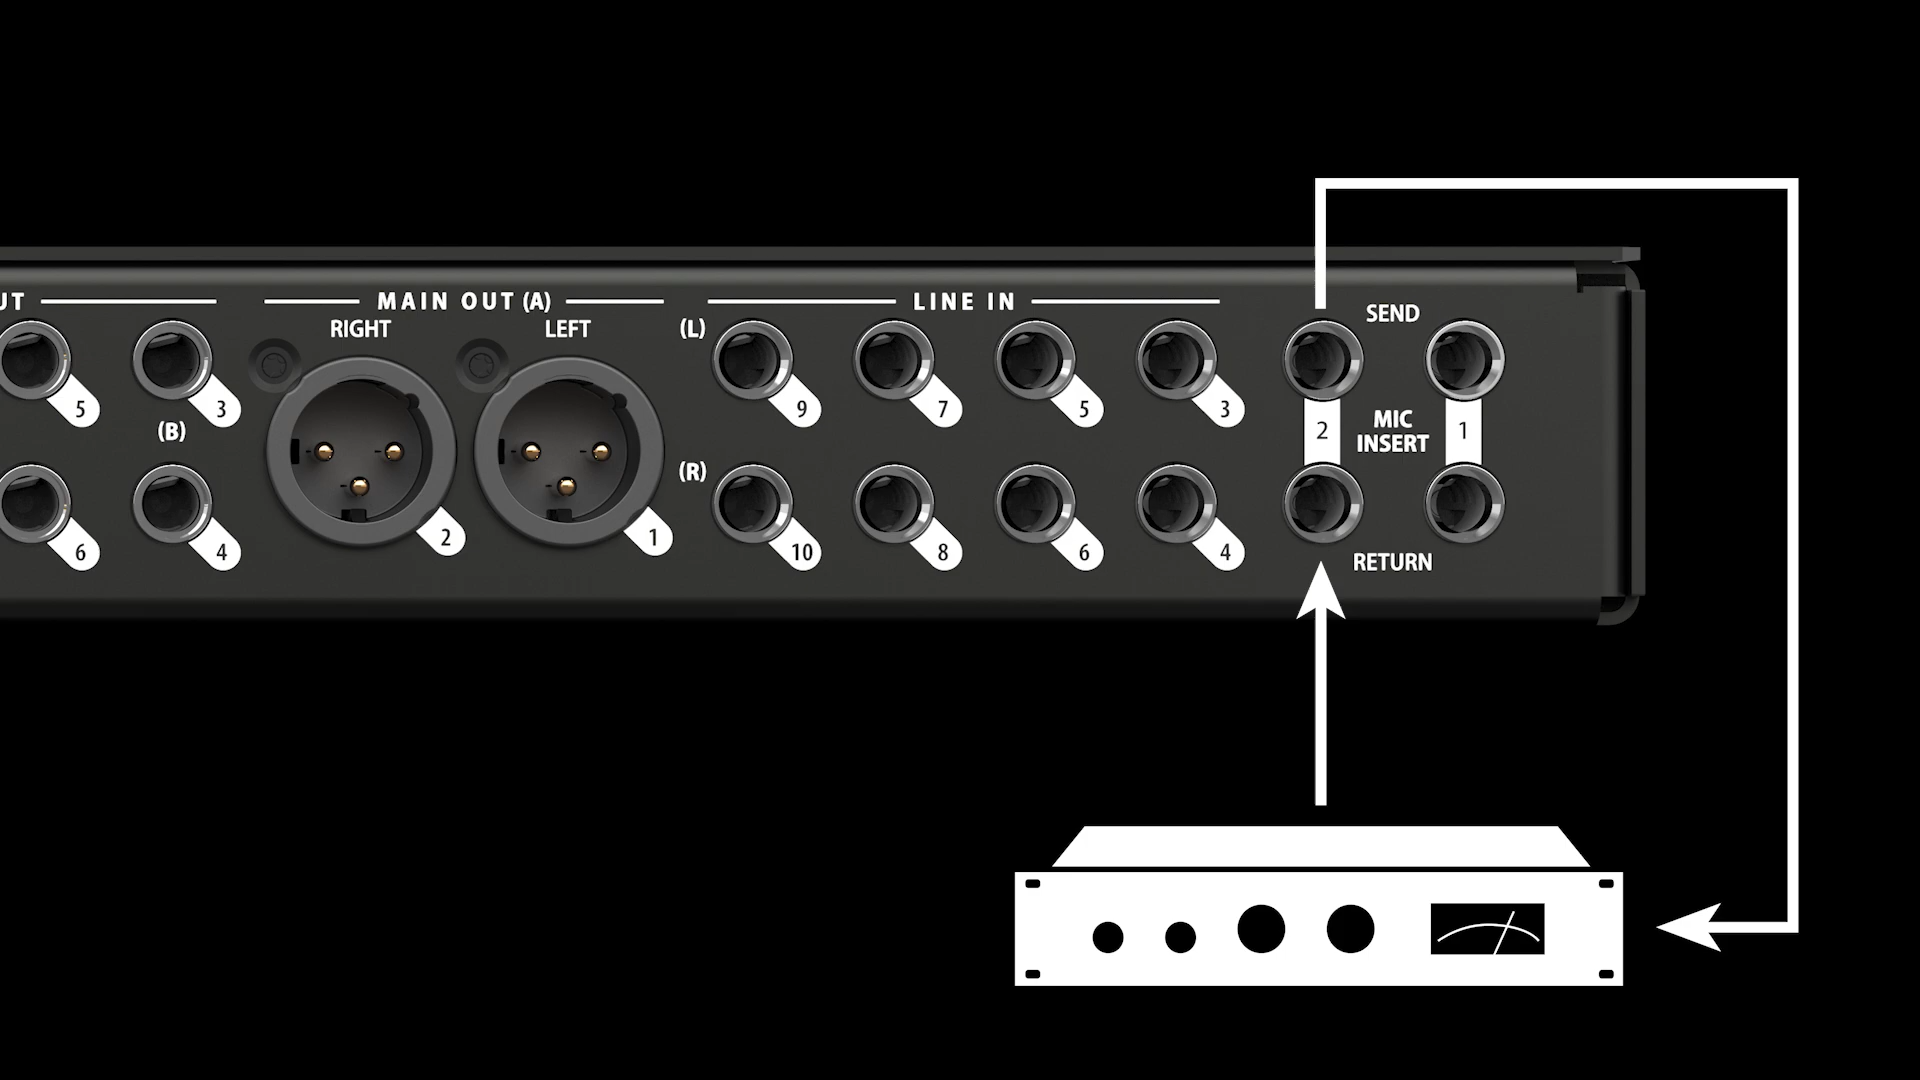 MAIN OUT (A)
LINE IN
RIGHT
LEFT
(L)
SEND
5
3
9
7
5
3
(B)
2
MIC
INSERT
1
(R)
6
4
2
1
10
8
6
4
RETURN